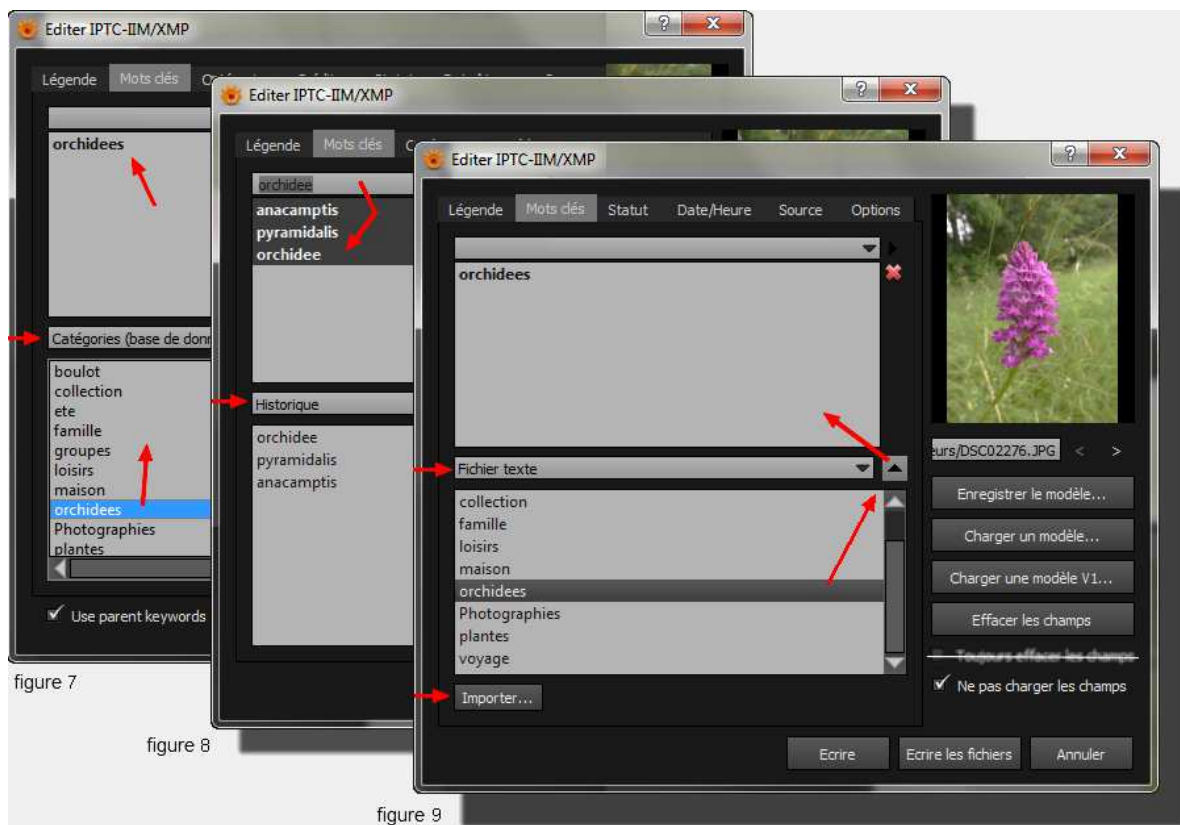 Editer IPTC-IIM/XMP
Légende Mots clés
orchidees
Catégories (base de donn
boulot
collection
ete
famille
groupes
loisirs
maison
orchidees
Photographies
plantes
Use parent keywords
figure 7
Editer IPTC-IIM/XMP
Légende Mots clés
orchidee
anacamptis
pyramidalis
orchidee
Historique
orchidee
pyramidalis
anacamptis
figure 8
Editer IPTC-IIM/XMP
Légende Mots clés Statut Date/Heure Source Options
orchidees
Fichier texte
collection
famille
loisirs
maison
orchidees
Photographies
plantes
voyage
Importer...
eurs/DSC02276.JPG < >
Enregistrer le modèle...
Charger un modèle...
Charger une modèle V1...
Effacer les champs
Toujours effacer les champs
Ne pas charger les champs
Ecrire Ecrire les fichiers Annuler
figure 9